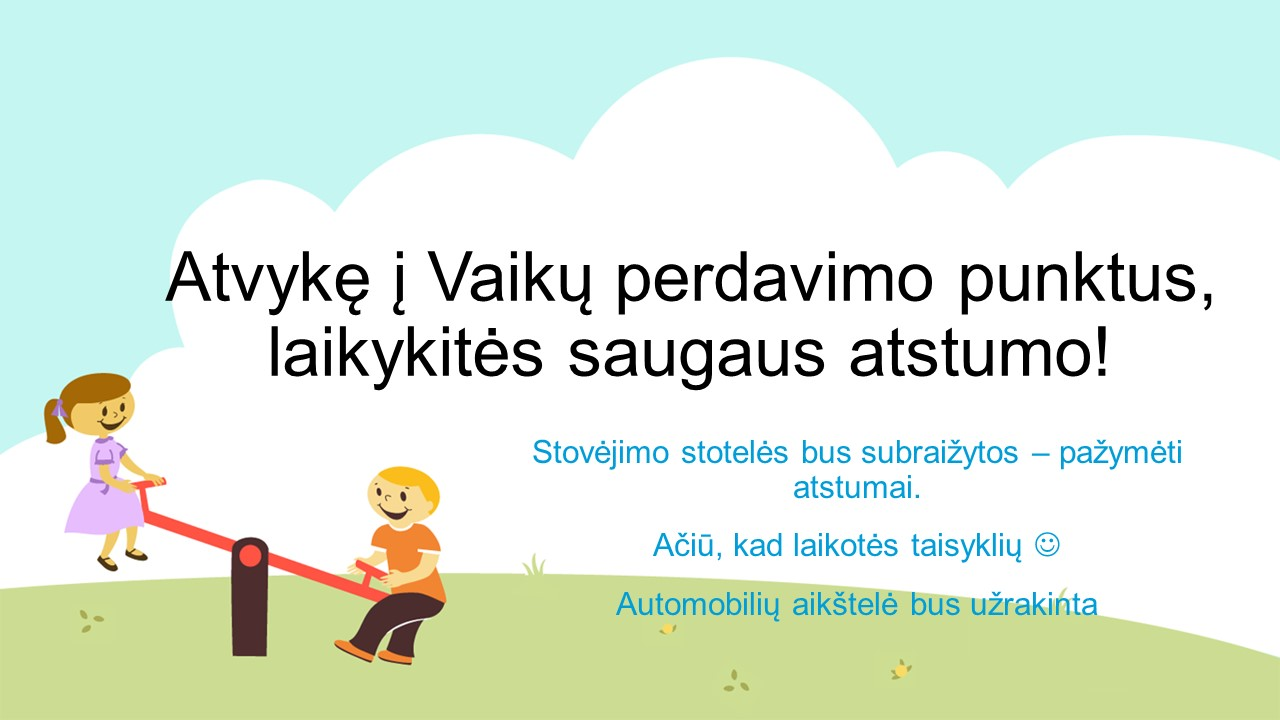 Atvykę į Vaikų perdavimo punktus,
laikykitės saugaus atstumo!
Stovėjimo stotelės bus subraižytos – pažymėti
atstumai.
Ačiū, kad laikotės taisyklių ☺
Automobilių aikštelė bus užrakinta